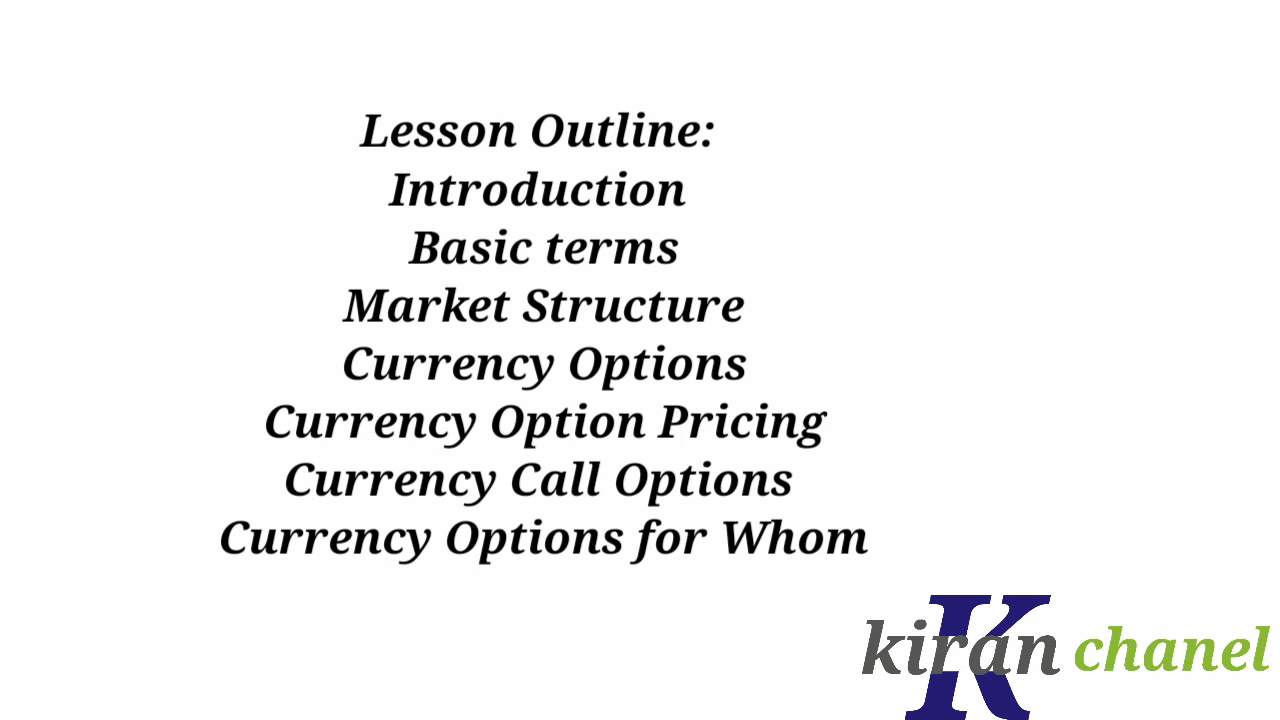 Lesson Outline:
Introduction
Basic terms
Market Structure
Currency Options
Currency Option Pricing
Currency Call Options
Currency Options for Whom
K
kiran chanel